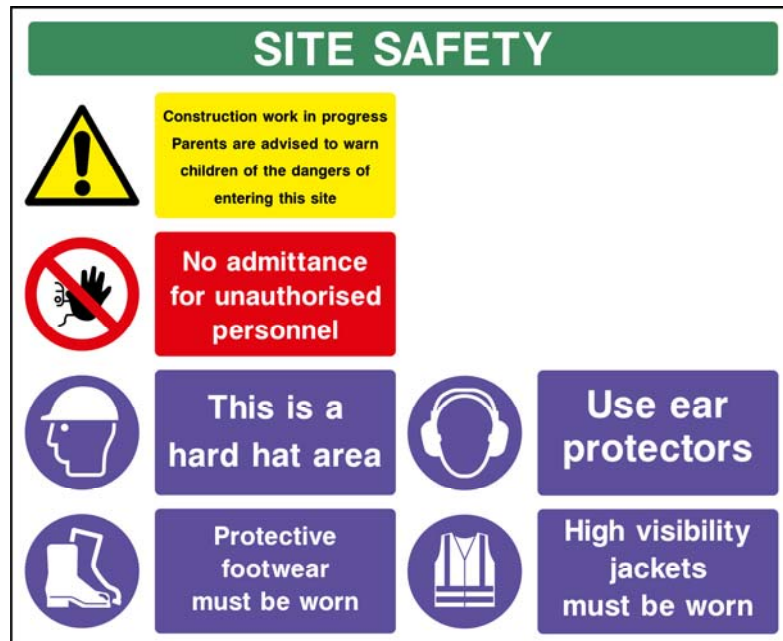 SITE SAFETY
Construction work in progress
Parents are advised to warn
children of the dangers of
entering this site
No admittance
for unauthorised
personnel
This is a
hard hat area
Use ear
protectors
Protective
footwear
must be worn
High visibility
jackets
must be worn